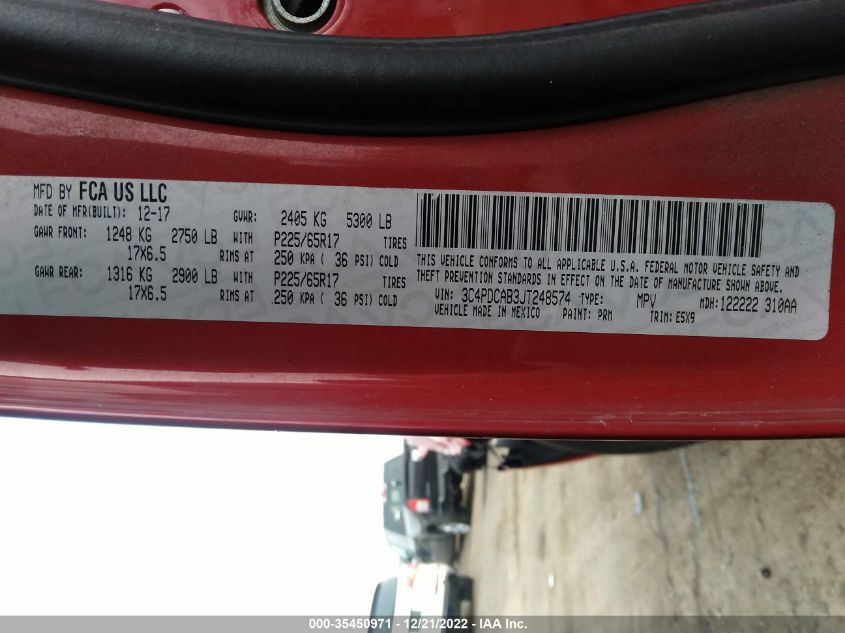 MFD BY FCA US LLC
DATE OF MFR(BUILT): 12-17 GVWR: 2405 KG 5300 LB
GAWR FRONT: 1248 KG 2750 LB WITH P225/65R17 TIRES
17X6.5 RIMS AT 250 KPA ( 36 PSI) COLD
GAWR REAR: 1316 KG 2900 LB WITH P225/65R17 TIRES
17X6.5 RIMS AT 250 KPA ( 36 PSI) COLD
THIS VEHICLE CONFORMS TO ALL APPLICABLE U.S.A. FEDERAL MOTOR VEHICLE SAFETY AND
THEFT PREVENTION STANDARDS IN EFFECT ON THE DATE OF MANUFACTURE SHOWN ABOVE.
VIN: 3C4PDCAB3JT248574 TYPE: MPV MDH:122222 310AA
VEHICLE MADE IN MEXICO PAINT: PRM TRIM: E5X9
000-35450971 - 12/21/2022 - IAA Inc.